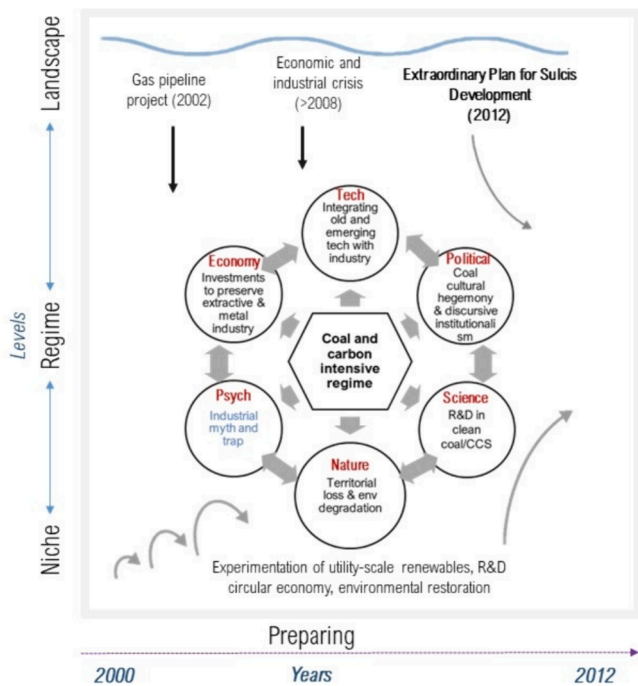 Landscape
Regime
Niche
Levels
Gas pipeline
project (2002)
Economic and
industrial crisis
(>2008)
Extraordinary Plan for Sulcis
Development
(2012)
Tech
Integrating
old and
emerging
tech with
industry
Economy
Investments
to preserve
extractive &
metal
industry
Political
Coal
cultural
hegemony
& discursive
institutionali
sm
Coal and
carbon
intensive
regime
Psych
Industrial
myth and
trap
Science
R&D in
clean
coal/CCS
Nature
Territorial
loss & env
degradation
Experimentation of utility-scale renewables, R&D
circular economy, environmental restoration
Preparing
2000 Years 2012